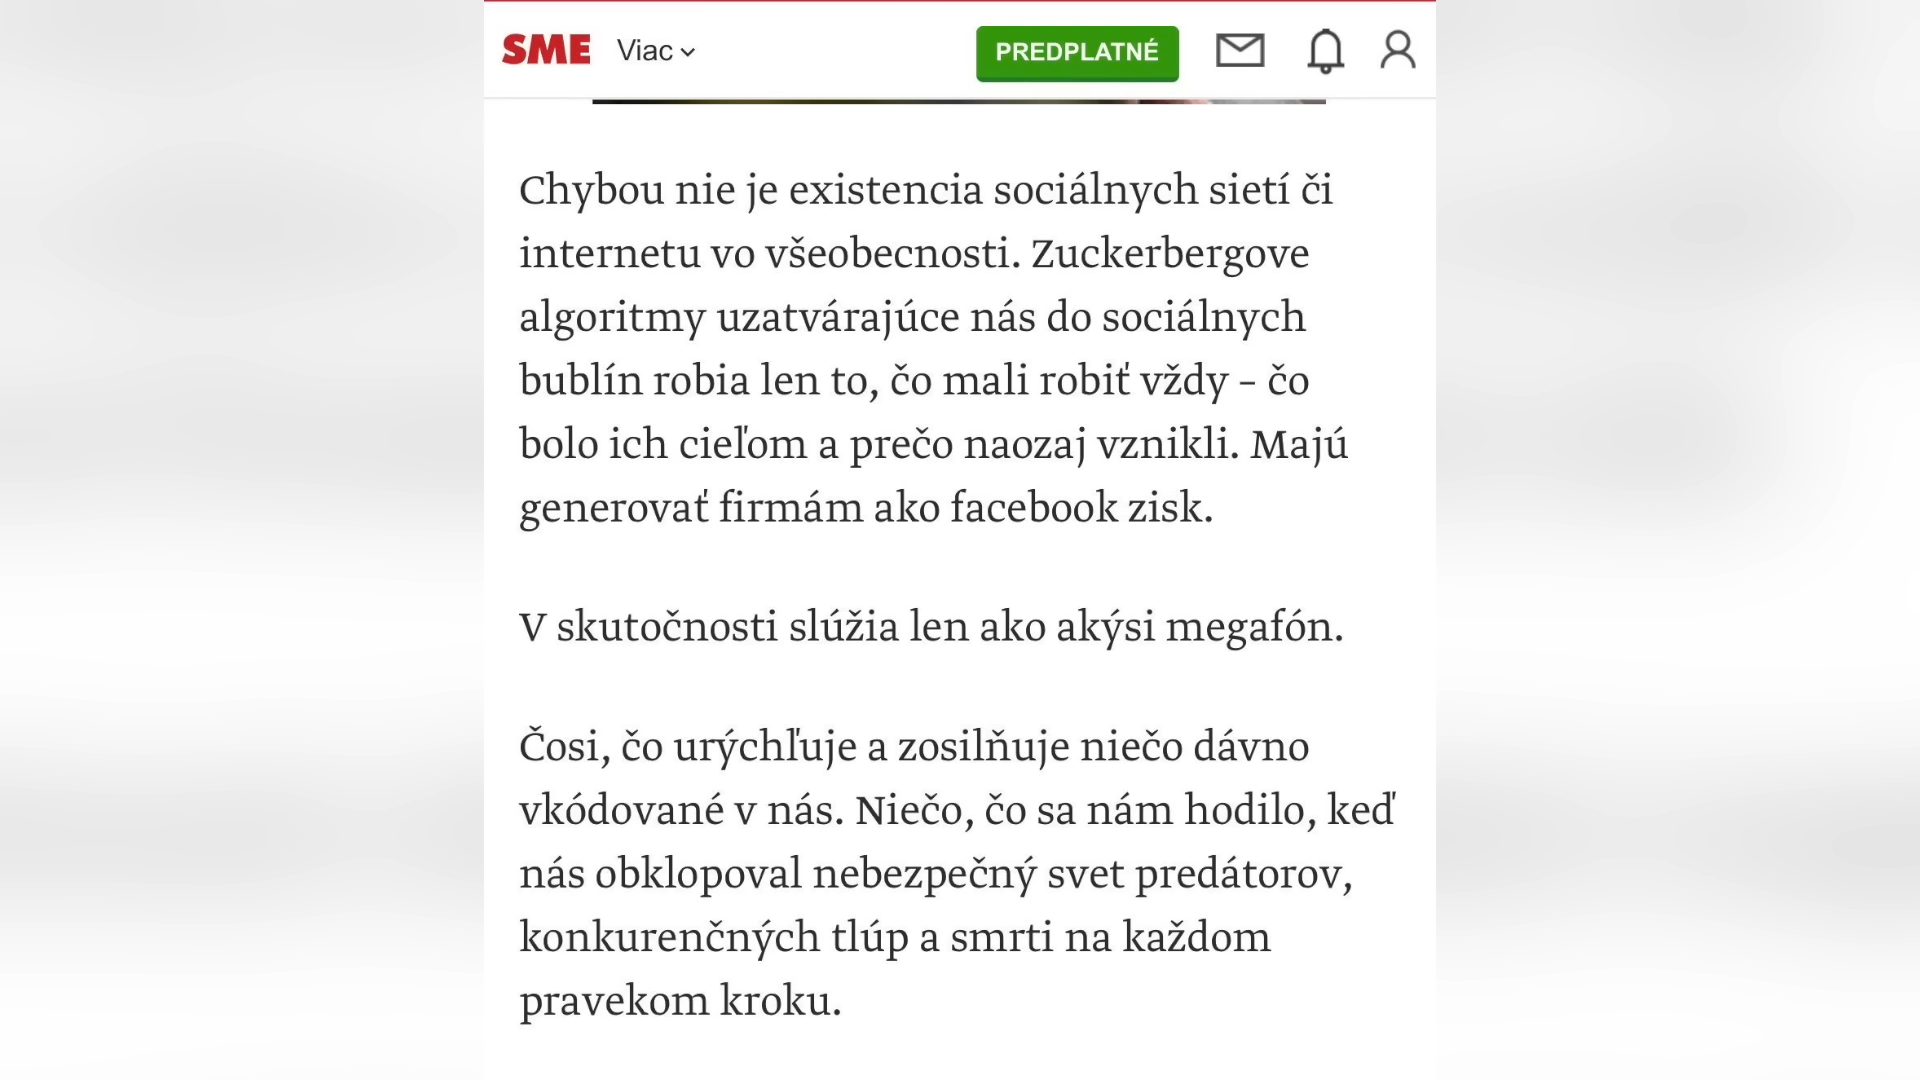 SME Viac PREDPLATNÉ
Chybou nie je existencia sociálnych sietí či
internetu vo všeobecnosti. Zuckerbergove
algoritmy uzatvárajúce nás do sociálnych
bublín robia len to, čo mali robiť vždy – čo
bolo ich cieľom a prečo naozaj vznikli. Majú
generovať firmám ako facebook zisk.
V skutočnosti slúžia len ako akýsi megafón.
Čosi, čo urýchľuje a zosilňuje niečo dávno
vkódované v nás. Niečo, čo sa nám hodilo, keď
nás obklopoval nebezpečný svet predátorov,
konkurenčných tlúp a smrti na každom
pravekom kroku.